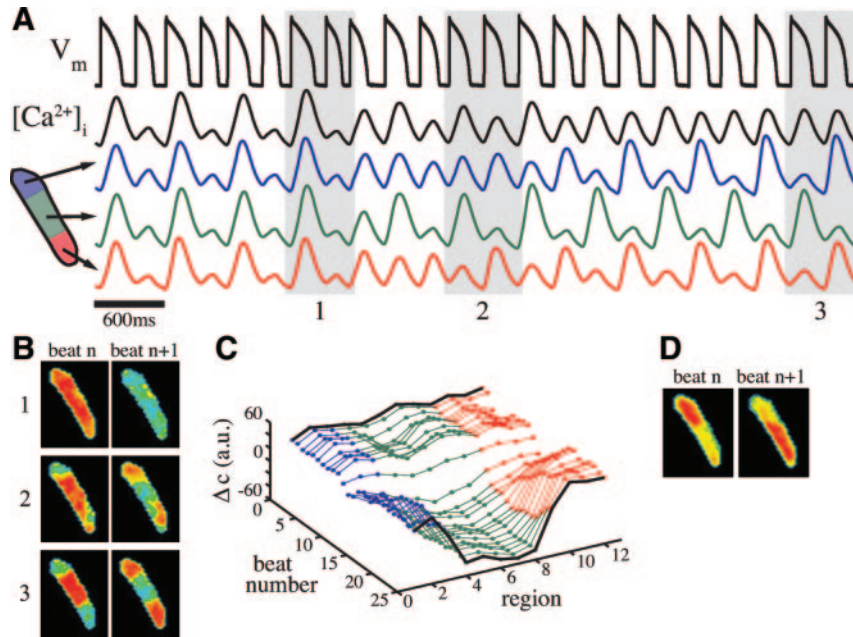 A
Vm
[Ca²⁺]i
600ms
1 2 3
B
beat n beat n+1
1
2
3
C
Δc (a.u.)
60
0
-60
0
5
10
15
20
25
beat
number
0 2 4 6 8 10 12
region
D
beat n beat n+1